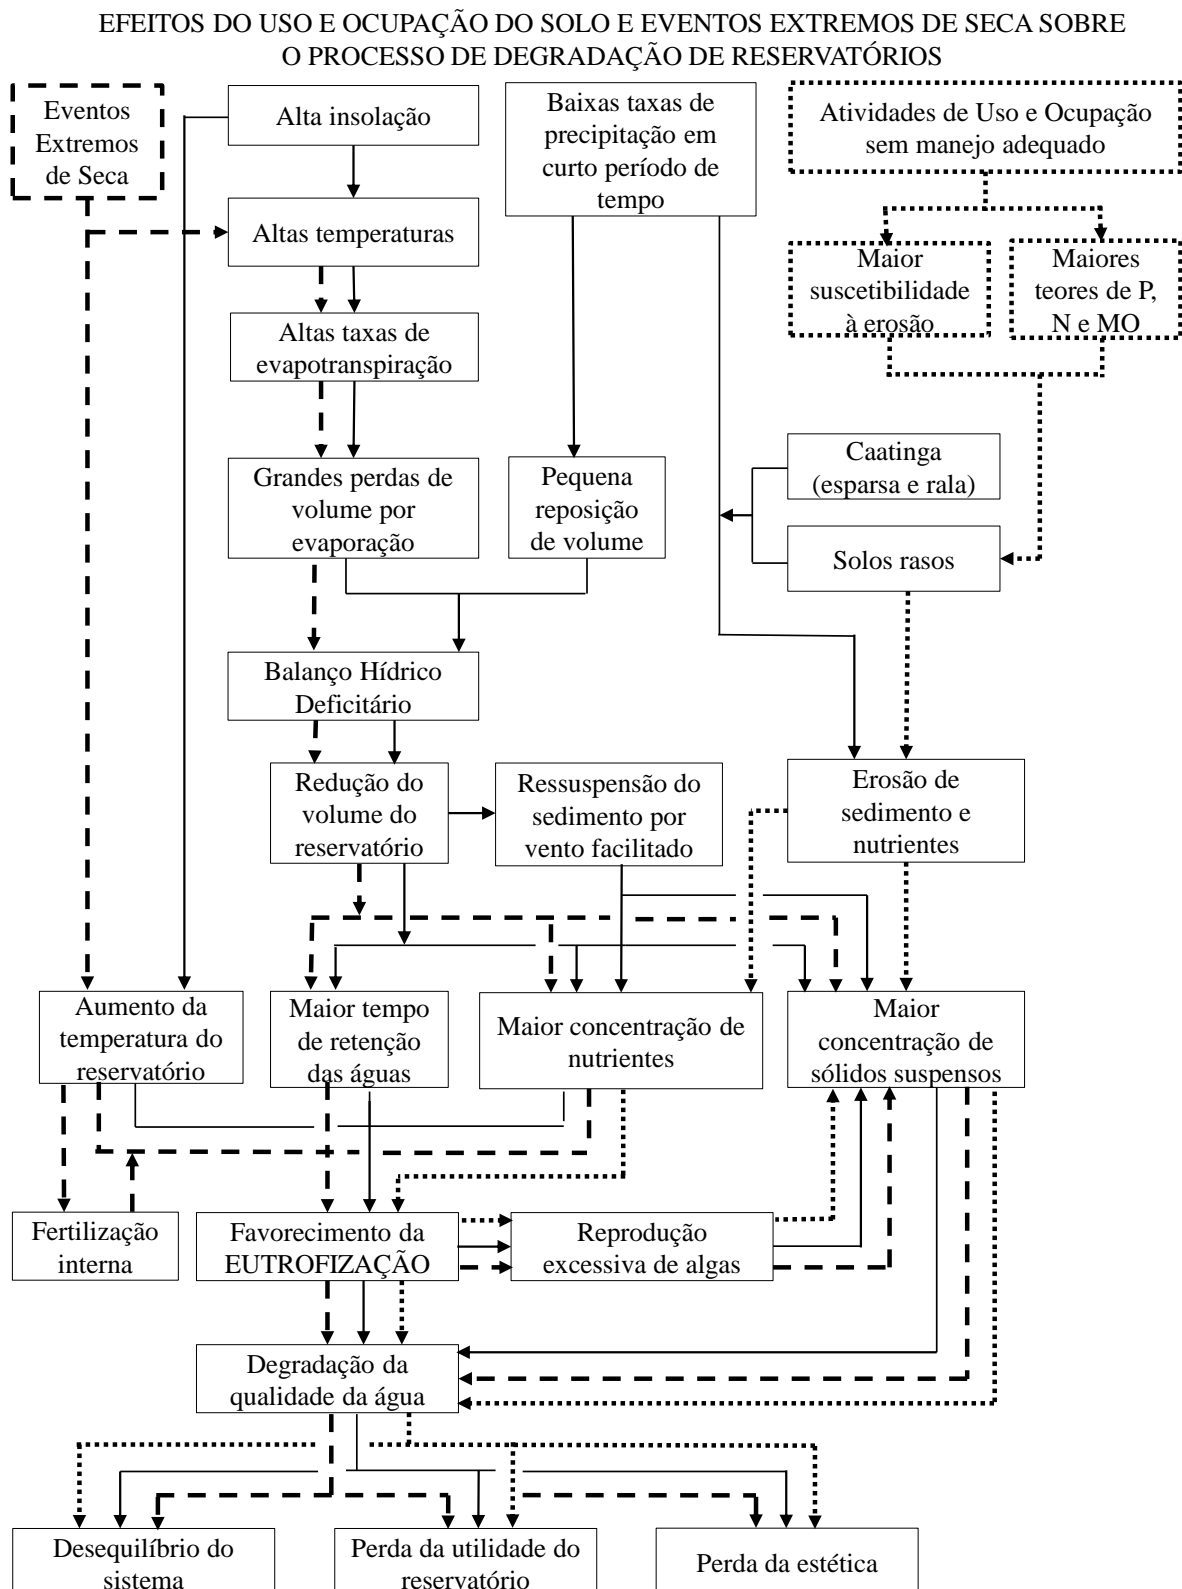 EFEITOS DO USO E OCUPAÇÃO DO SOLO E EVENTOS EXTREMOS DE SECA SOBRE
O PROCESSO DE DEGRADAÇÃO DE RESERVATÓRIOS
Eventos
Extremos
de Seca
Alta insolação
Baixas taxas de
precipitação em
curto período de
tempo
Atividades de Uso e Ocupação
sem manejo adequado
Altas temperaturas
Maior
suscetibilidade
à erosão
Maiores
teores de P,
N e MO
Altas taxas de
evapotranspiração
Grandes perdas de
volume por
evaporação
Pequena
reposição
de volume
Caatinga
(esparsa e rala)
Solos rasos
Balanço Hídrico
Deficitário
Redução do
volume do
reservatório
Ressuspensão do
sedimento por
vento facilitado
Erosão de
sedimento e
nutrientes
Aumento da
temperatura do
reservatório
Maior tempo
de retenção
das águas
Maior concentração de
nutrientes
Maior
concentração de
sólidos suspensos
Fertilização
interna
Favorecimento da
EUTROFIZAÇÃO
Reprodução
excessiva de algas
Degradação da
qualidade da água
Desequilíbrio do
sistema
Perda da utilidade do
reservatório
Perda da estética